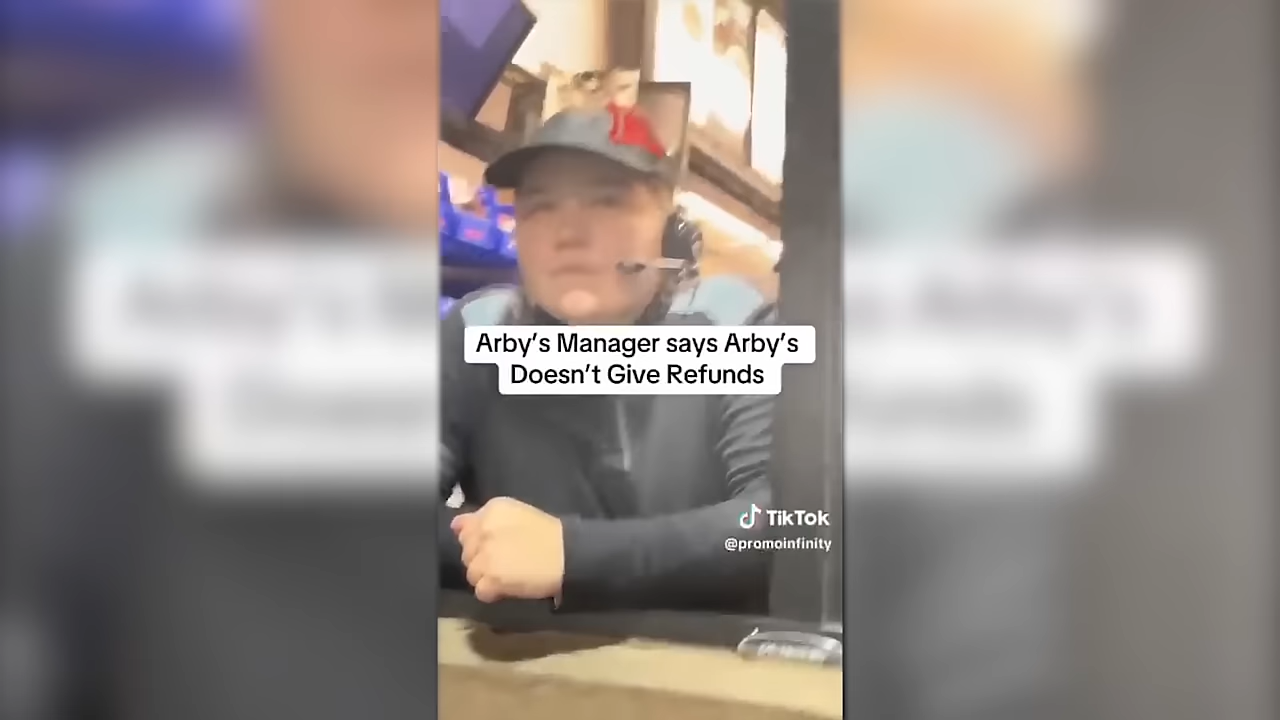 Arby's Manager says Arby's
Doesn't Give Refunds
TikTok
@promoinfinity